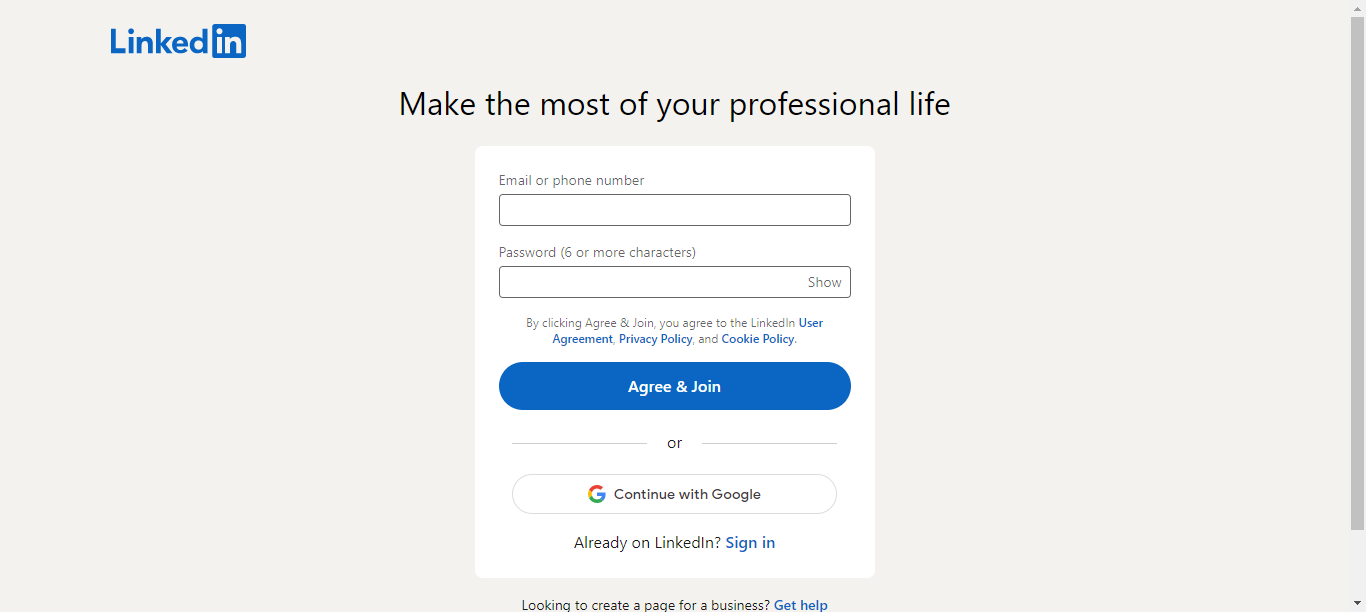 Linkedin
Make the most of your professional life
Email or phone number
Password (6 or more characters)
Show
By clicking Agree & Join, you agree to the LinkedIn User
Agreement, Privacy Policy, and Cookie Policy.
Agree & Join
or
Continue with Google
Already on LinkedIn? Sign in
Looking to create a page for a business? Get help